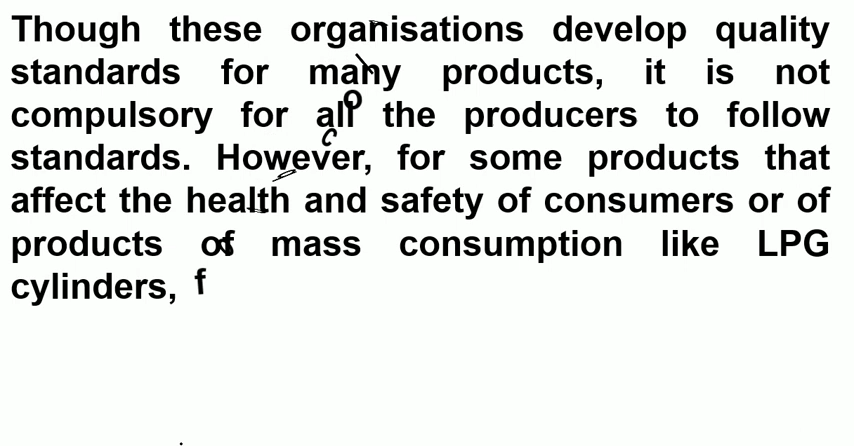 Though these organisations develop quality
standards for many products, it is not
compulsory for all the producers to follow
standards. However, for some products that
affect the health and safety of consumers or of
products of mass consumption like LPG
cylinders, f